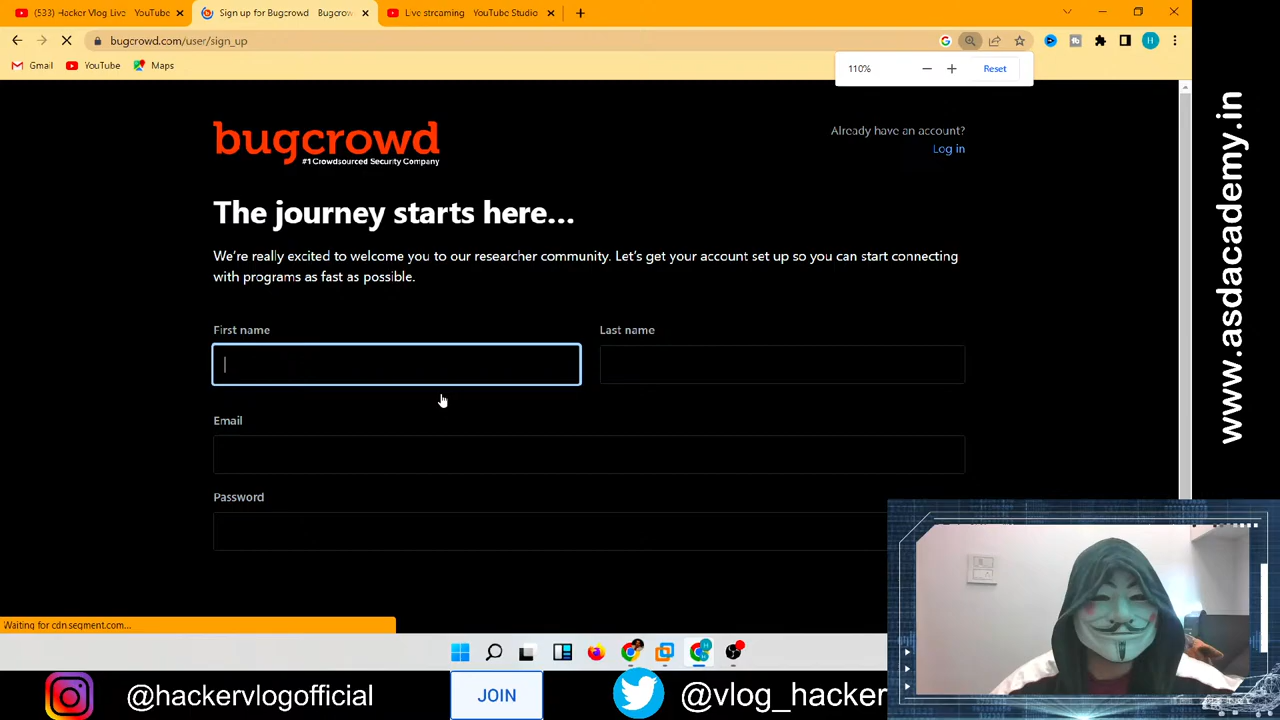 (533) Hacker Vlog Live - YouTube
Sign up for Bugcrowd - Bugcrow
Live streaming - YouTube Studio
bugcrowd.com/user/sign_up
H
Gmail
YouTube
Maps
110%
Reset
bugcrowd
#1 Crowdsourced Security Company
Already have an account?
Log in
The journey starts here...
We're really excited to welcome you to our researcher community. Let's get your account set up so you can start connecting
with programs as fast as possible.
First name
Last name
Email
Password
Waiting for cdn.segment.com...
www.asdacademy.in
@hackervlogofficial
JOIN
@vlog_hacker